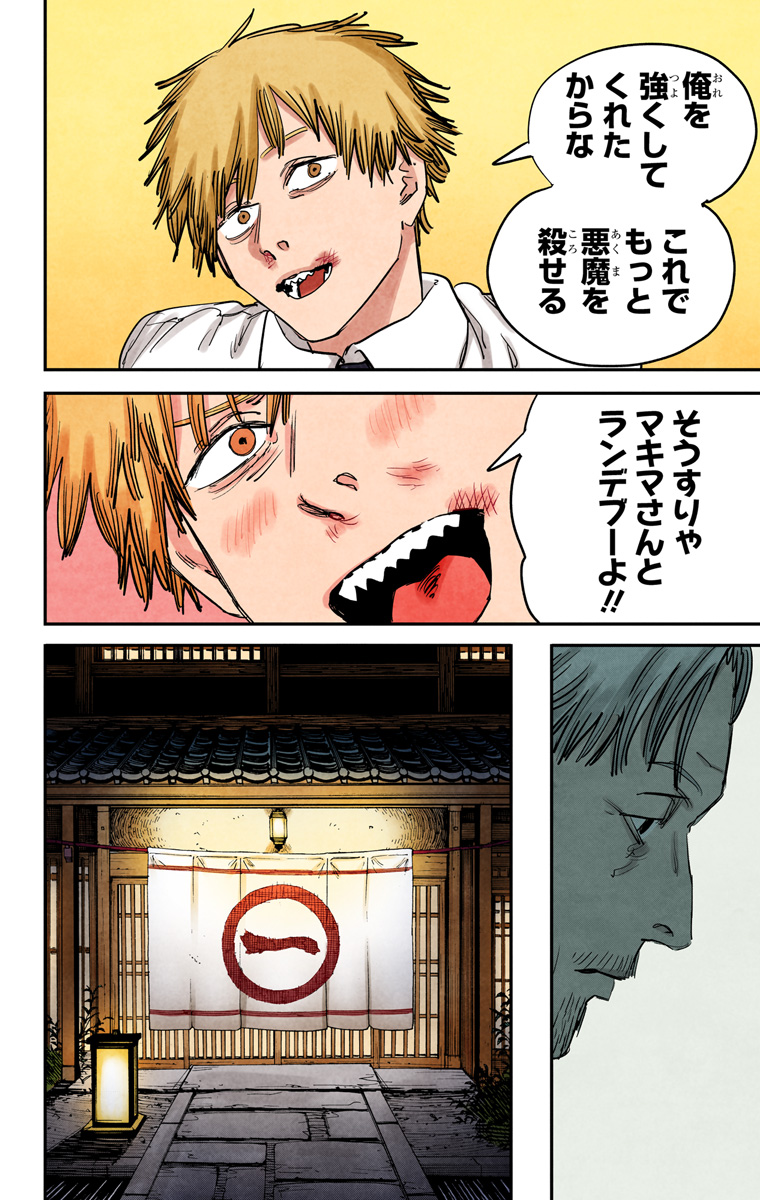 俺を
強くして
くれた
からな
これで
もっと
悪魔を
殺せる
そうすりゃ
マキマさんと
ランデブーよ!!
一